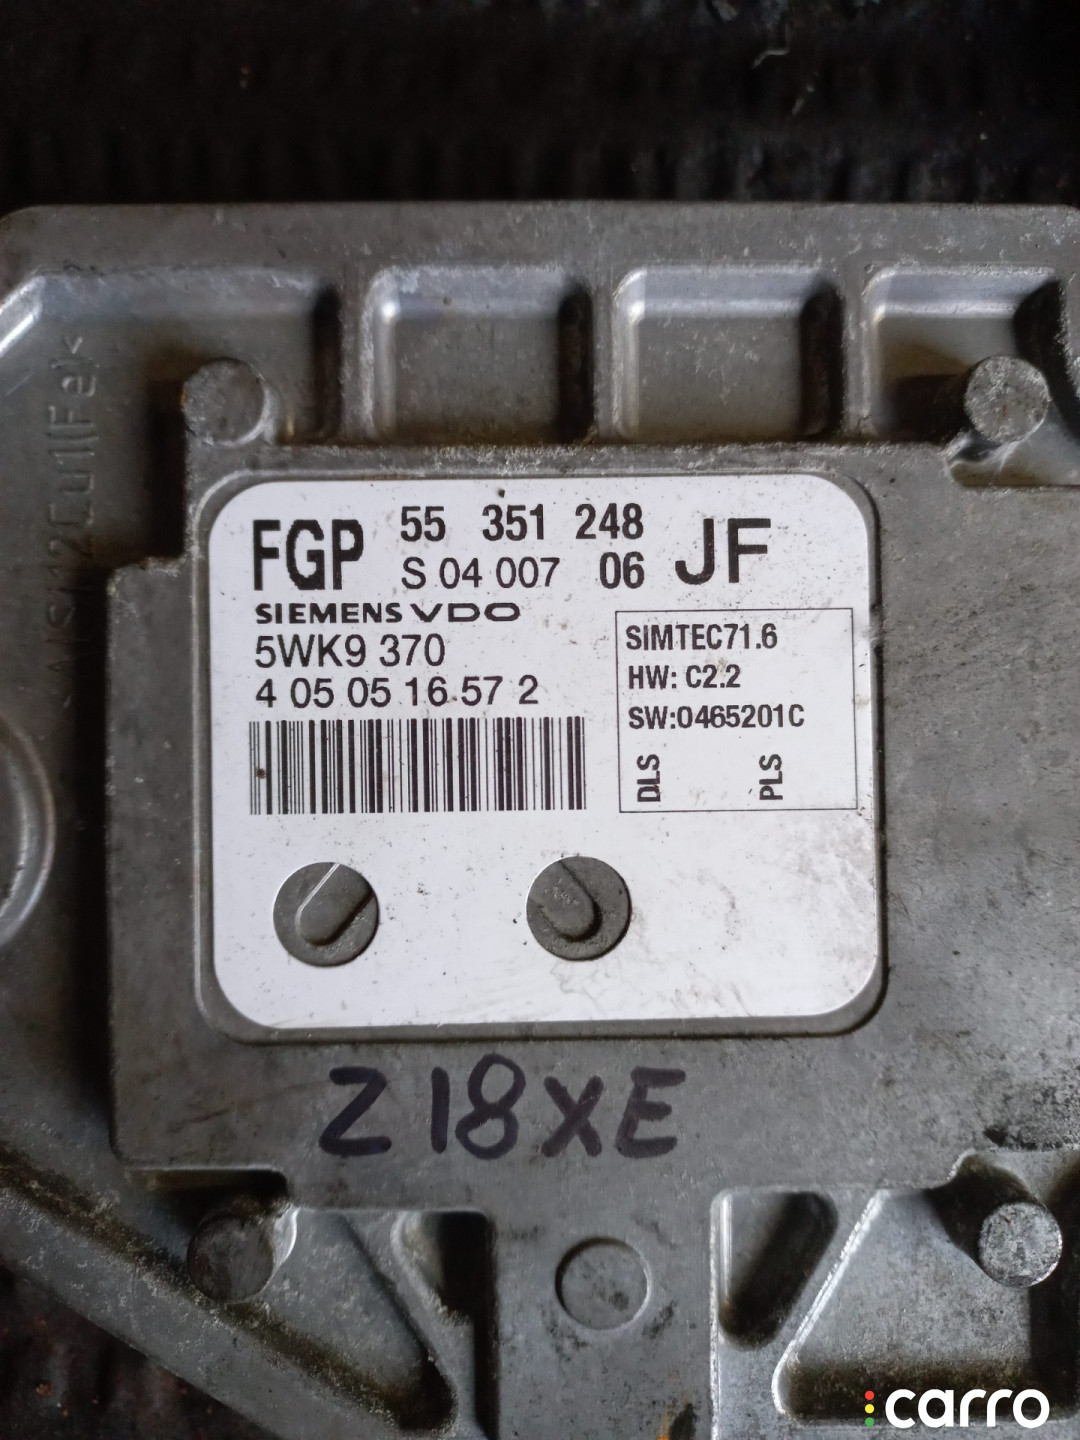 FGP 55 351 248 JF
S 04 007 06
SIEMENS VDO
5WK9 370
4 05 05 16 57 2
SIMTEC71.6
HW: C2.2
SW:0465201C
DLS PLS
Z18XE
carro